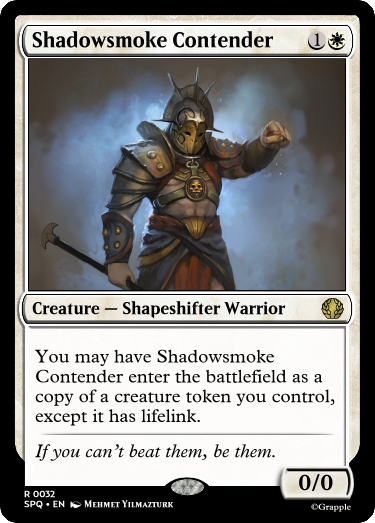 Shadowsmoke Contender 1
Creature — Shapeshifter Warrior
You may have Shadowsmoke
Contender enter the battlefield as a
copy of a creature token you control,
except it has lifelink.
If you can't beat them, be them.
0/0
R 0032
SPQ • EN Mehmet Yilmazturk
©Grapple